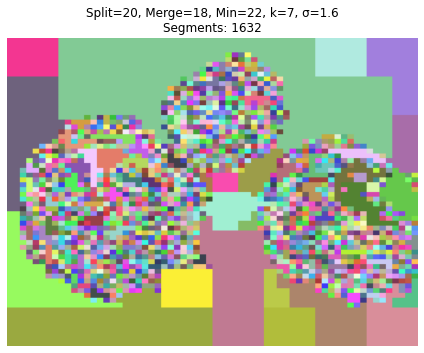 Split=20, Merge=18, Min=22, k=7, σ=1.6
Segments: 1632